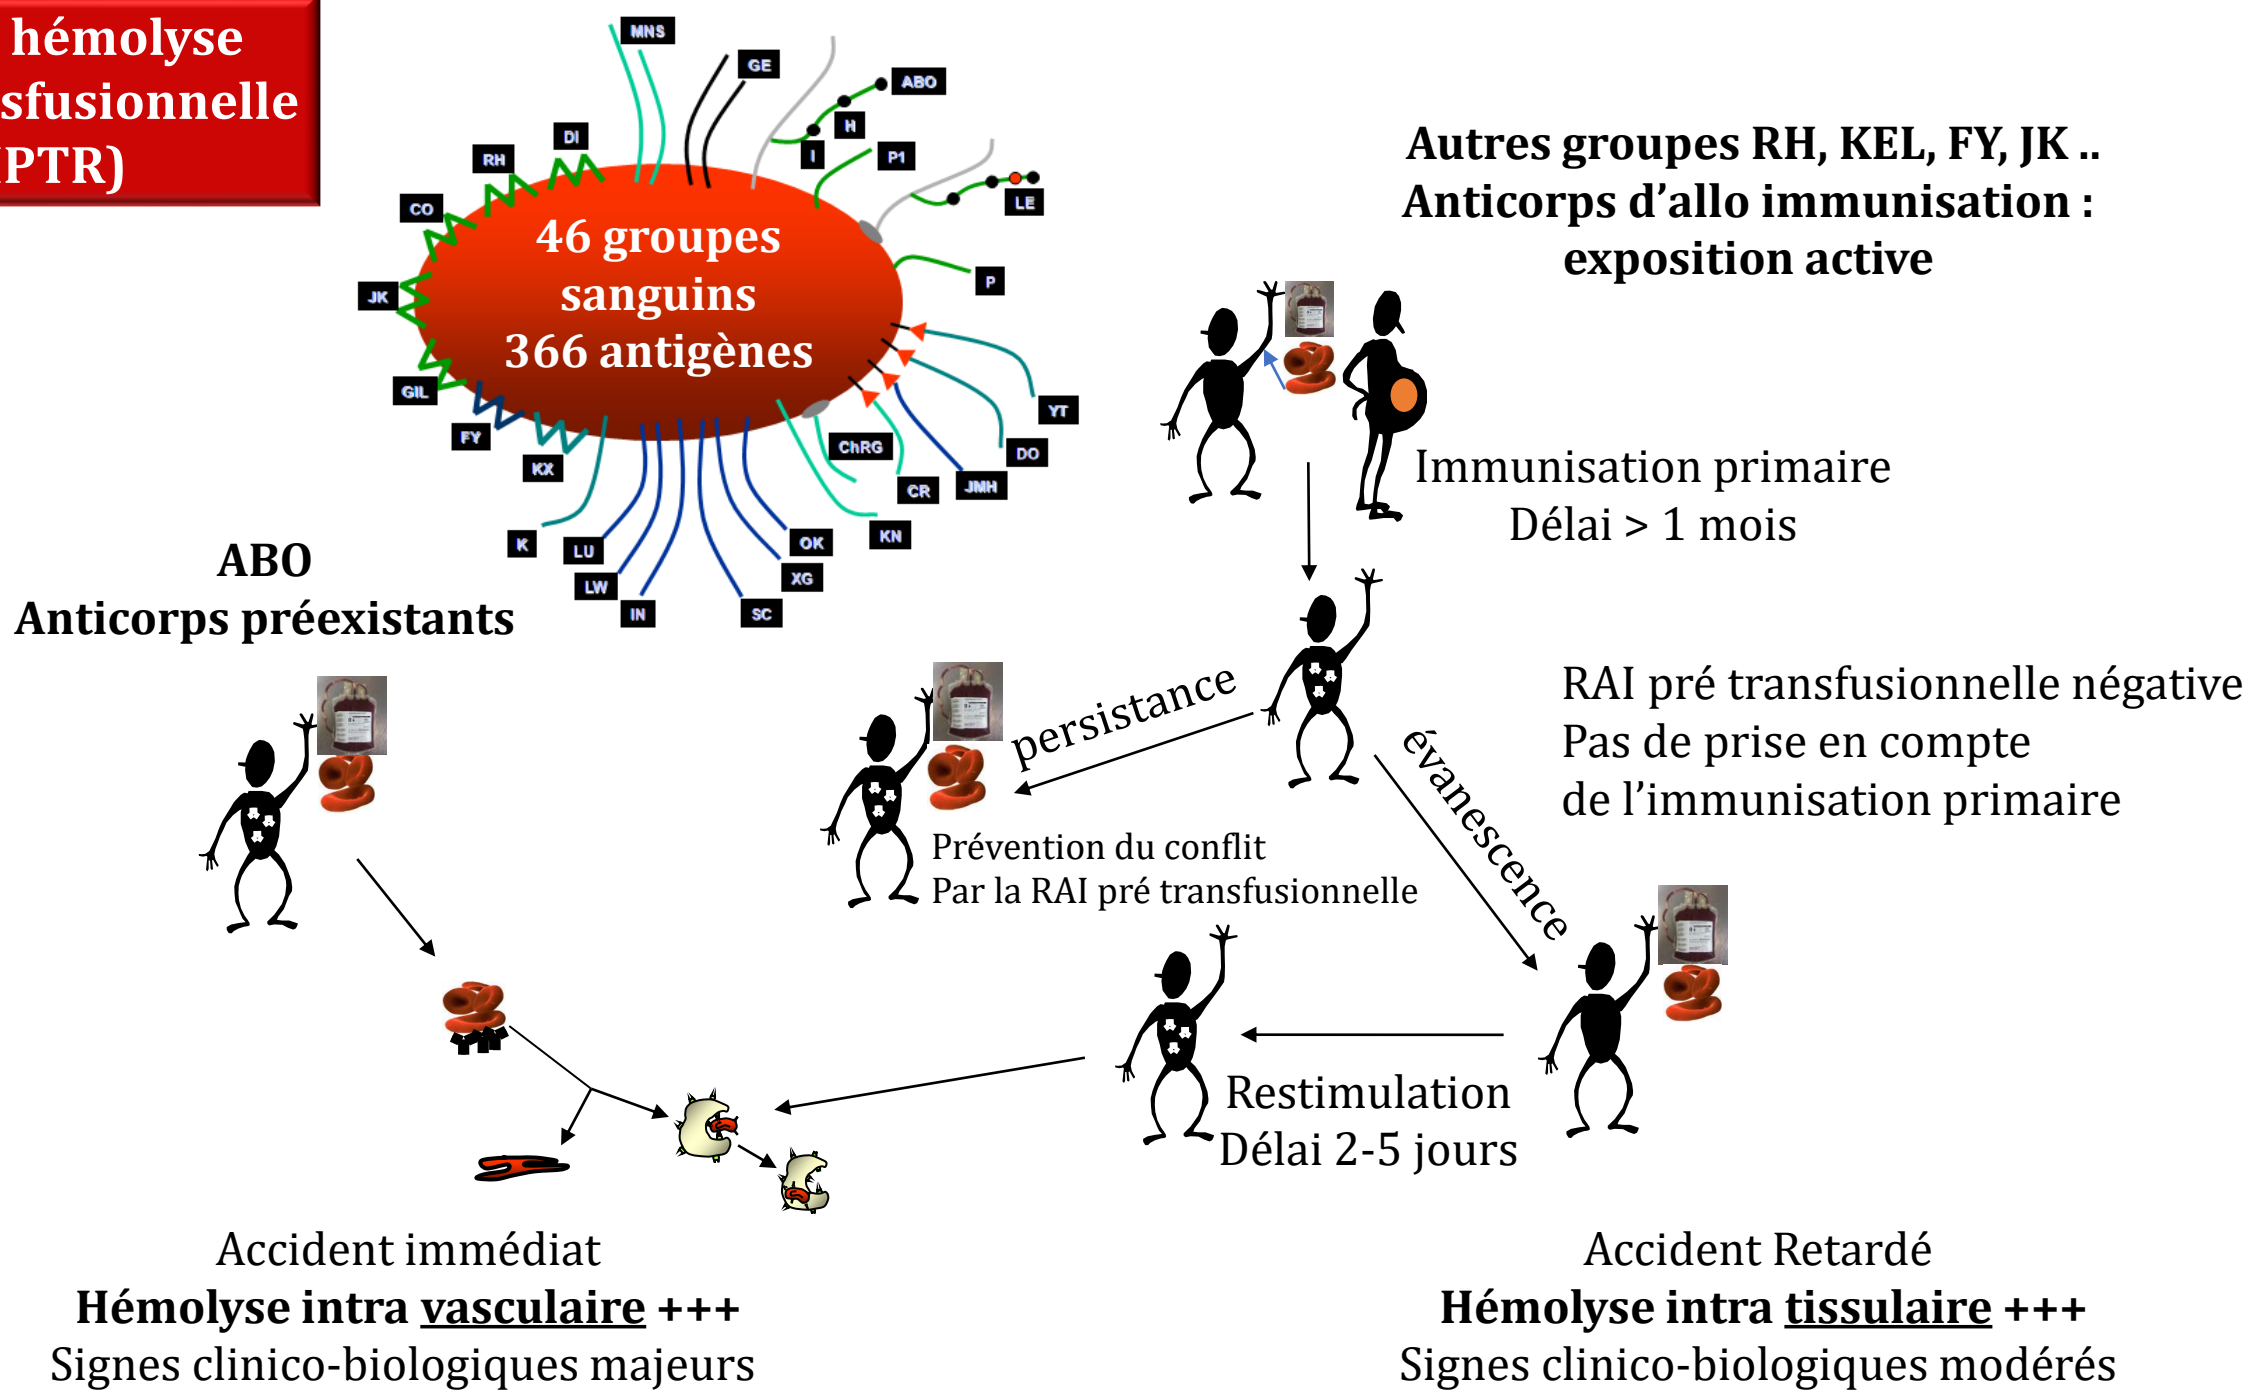 hémolyse
sfusionnelle
PTR)
MNS
GE
ABO
H
I
P1
LE
DI
RH
CO
JK
GIL
FY
KX
K
LU
LW
IN
SC
XG
OK
KN
CR
ChRG
JMH
DO
YT
P
46 groupes
sanguins
366 antigènes
Autres groupes RH, KEL, FY, JK ..
Anticorps d’allo immunisation :
exposition active
Immunisation primaire
Délai > 1 mois
ABO
Anticorps préexistants
persistance
évanescence
RAI pré transfusionnelle négative
Pas de prise en compte
de l’immunisation primaire
Prévention du conflit
Par la RAI pré transfusionnelle
Restimulation
Délai 2-5 jours
Accident immédiat
Hémolyse intra vasculaire +++
Signes clinico-biologiques majeurs
Accident Retardé
Hémolyse intra tissulaire +++
Signes clinico-biologiques modérés